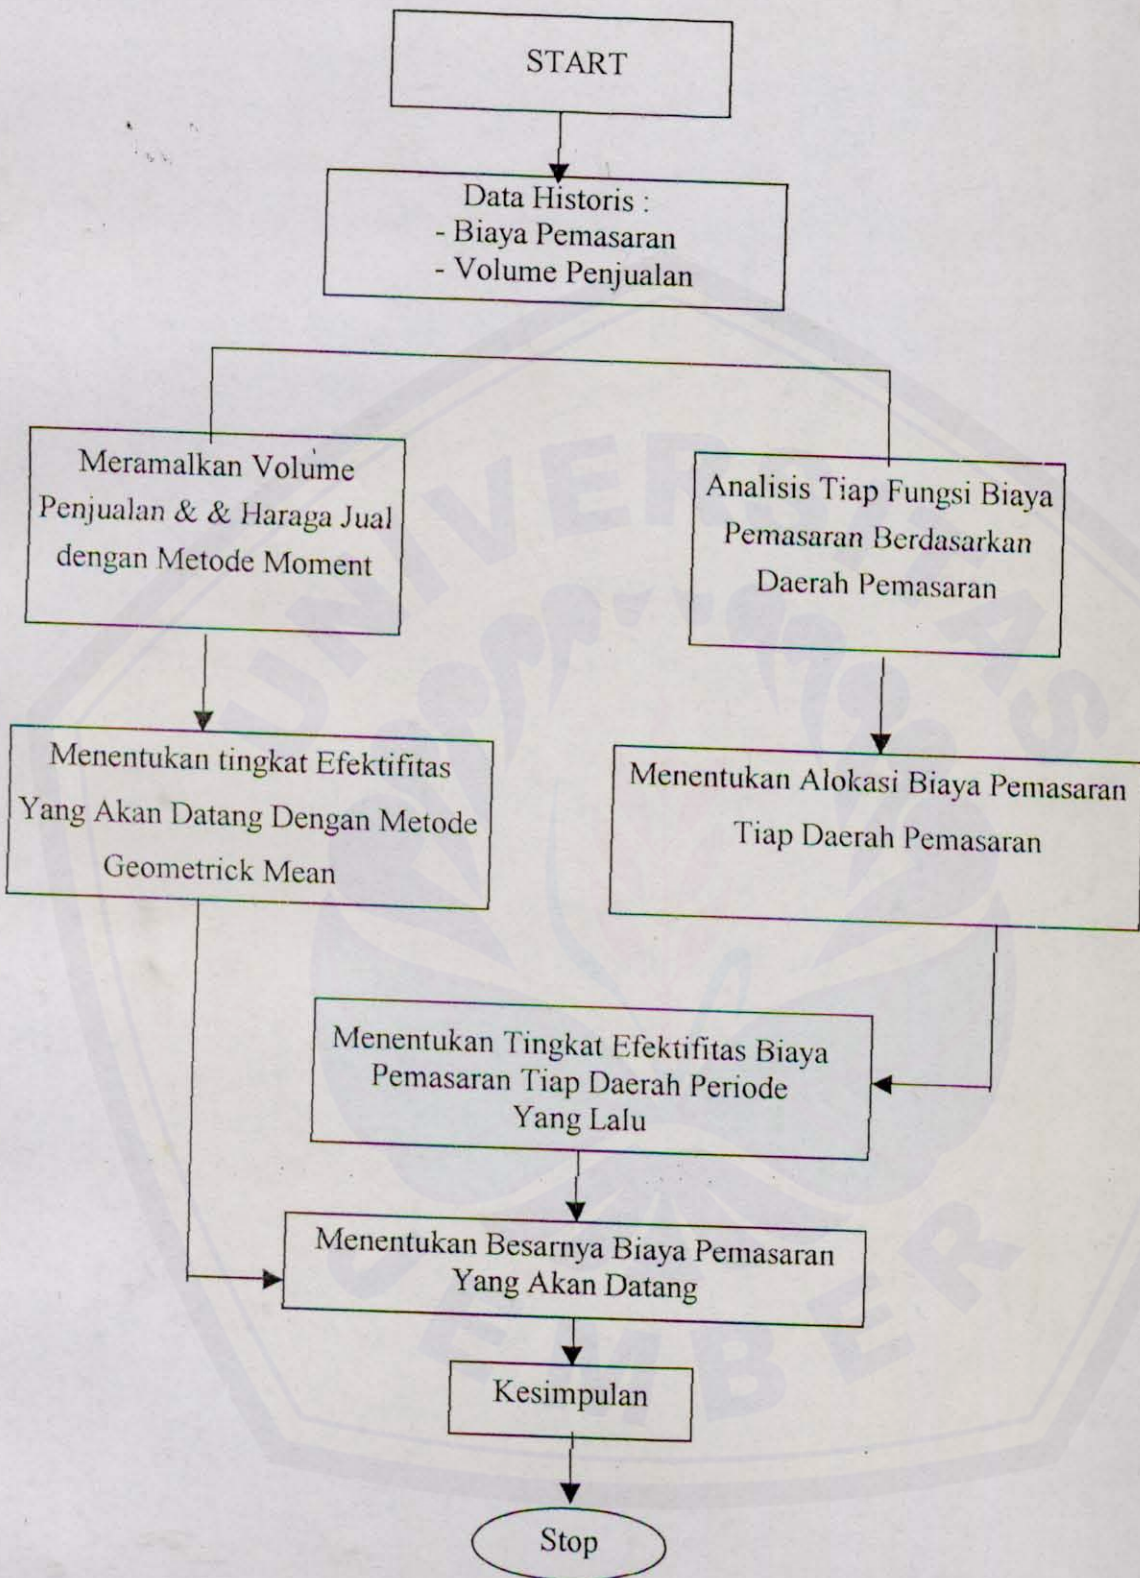 START
Data Historis :
- Biaya Pemasaran
- Volume Penjualan
Meramalkan Volume
Penjualan & & Haraga Jual
dengan Metode Moment
Analisis Tiap Fungsi Biaya
Pemasaran Berdasarkan
Daerah Pemasaran
Menentukan tingkat Efektifitas
Yang Akan Datang Dengan Metode
Geometrick Mean
Menentukan Alokasi Biaya Pemasaran
Tiap Daerah Pemasaran
Menentukan Tingkat Efektifitas Biaya
Pemasaran Tiap Daerah Periode
Yang Lalu
Menentukan Besarnya Biaya Pemasaran
Yang Akan Datang
Kesimpulan
Stop
UNIVERSITAS
JEMBER